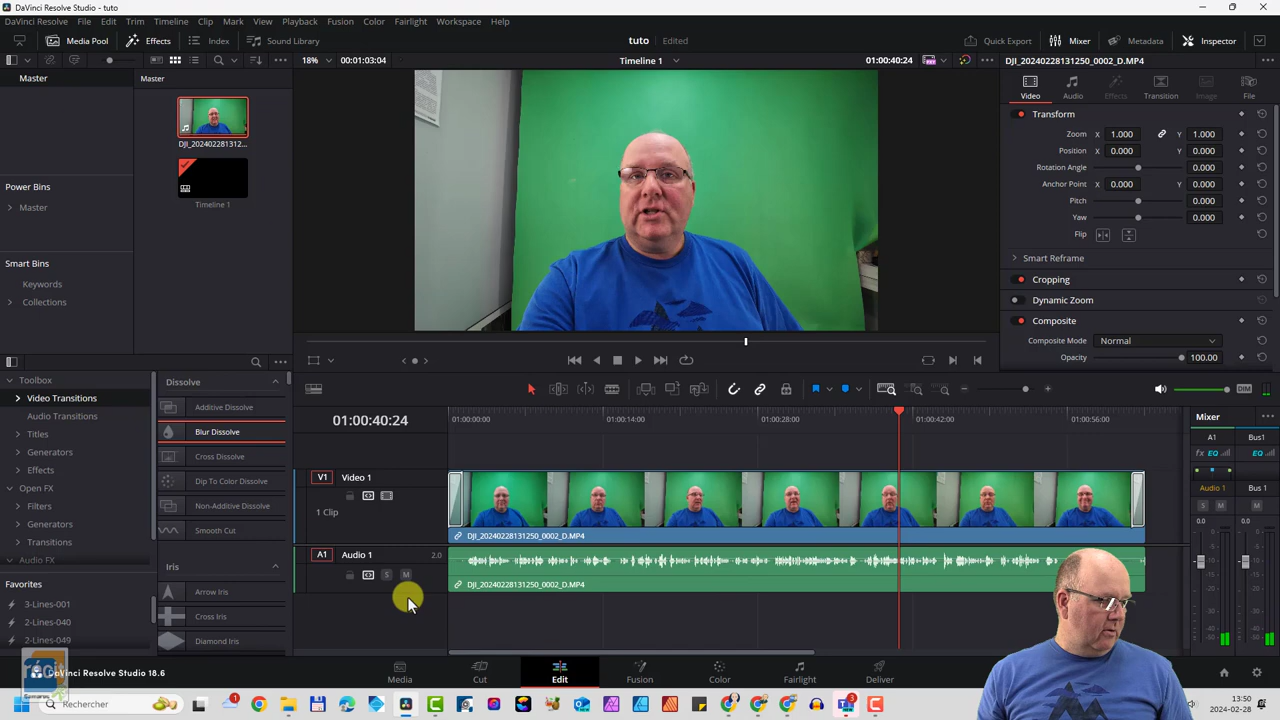 DaVinci Resolve Studio - tuto
DaVinci Resolve File Edit Trim Timeline Clip Mark View Playback Fusion Color Fairlight Workspace Help
Media Pool Effects Index Sound Library tuto Edited Quick Export Mixer Metadata Inspector
18% 00:01:03:04 Timeline 1 01:00:40:24 DJI_20240228131250_0002_D.MP4
Master
Power Bins
Master
Smart Bins
Keywords
Collections
Master
DJI_202402281312...
Timeline 1
Video Audio Effects Transition Image File
Transform
Zoom X 1.000 Y 1.000
Position X 0.000 Y 0.000
Rotation Angle 0.000
Anchor Point X 0.000 Y 0.000
Pitch 0.000
Yaw 0.000
Flip
Smart Reframe
Cropping
Dynamic Zoom
Composite
Composite Mode Normal
Opacity 100.00
Toolbox
Video Transitions
Audio Transitions
Titles
Generators
Effects
Open FX
Filters
Generators
Transitions
Audio FX
Favorites
3-Lines-001
2-Lines-040
2-Lines-049
Dissolve
Additive Dissolve
Blur Dissolve
Cross Dissolve
Dip To Color Dissolve
Non-Additive Dissolve
Smooth Cut
Iris
Arrow Iris
Cross Iris
Diamond Iris
DIM
01:00:40:24
01:00:00:00 01:00:14:00 01:00:28:00 01:00:42:00 01:00:56:00
V1 Video 1
1 Clip
DJI_20240228131250_0002_D.MP4
A1 Audio 1 2.0
S M
DJI_20240228131250_0002_D.MP4
Mixer
A1 Bus1
fx EQ EQ
Audio 1 Bus 1
S M M
0.0 0.0
récit
DaVinci Resolve Studio 18.6
Media Cut Edit Fusion Color Fairlight Deliver
Rechercher
13:50
2024-02-28